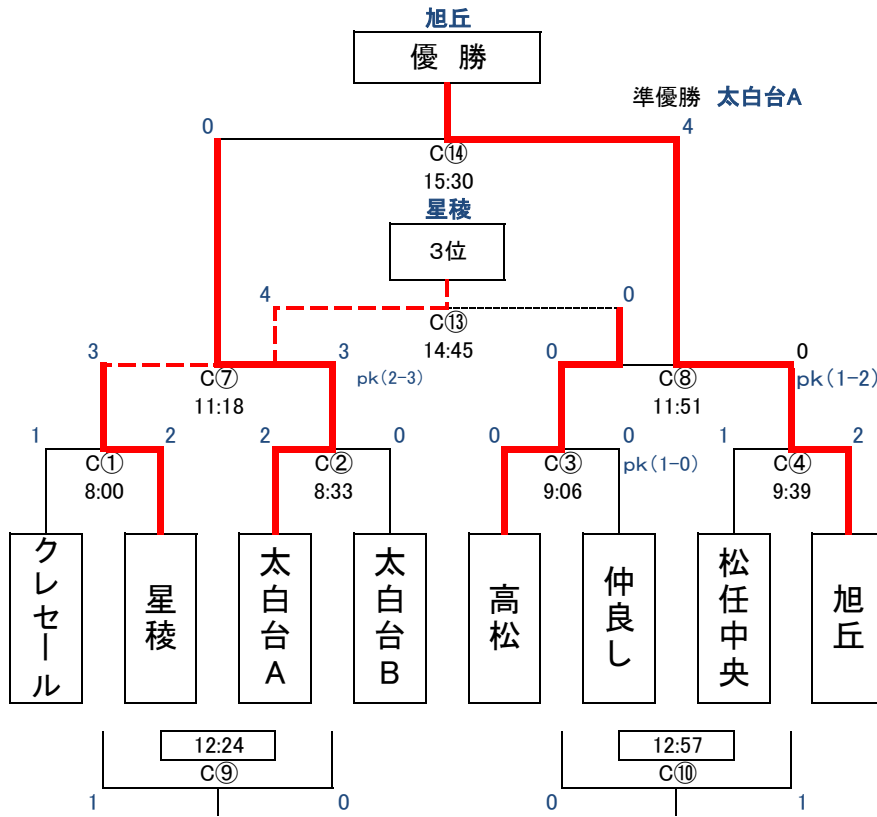 旭丘
優 勝
準優勝 太白台A
0 4
C⑭
15:30
星稜
3位
4 0
C⑬
14:45
3 3 pk(2-3)
0 0 pk(1-2)
C⑦
11:18
C⑧
11:51
1 2 2 0 0 0 pk(1-0) 1 2
C① C② C③ C④
8:00 8:33 9:06 9:39
クレセール
星稜
太白台A
太白台B
高松
仲良し
松任中央
旭丘
12:24 12:57
C⑨ C⑩
1 0 0 1